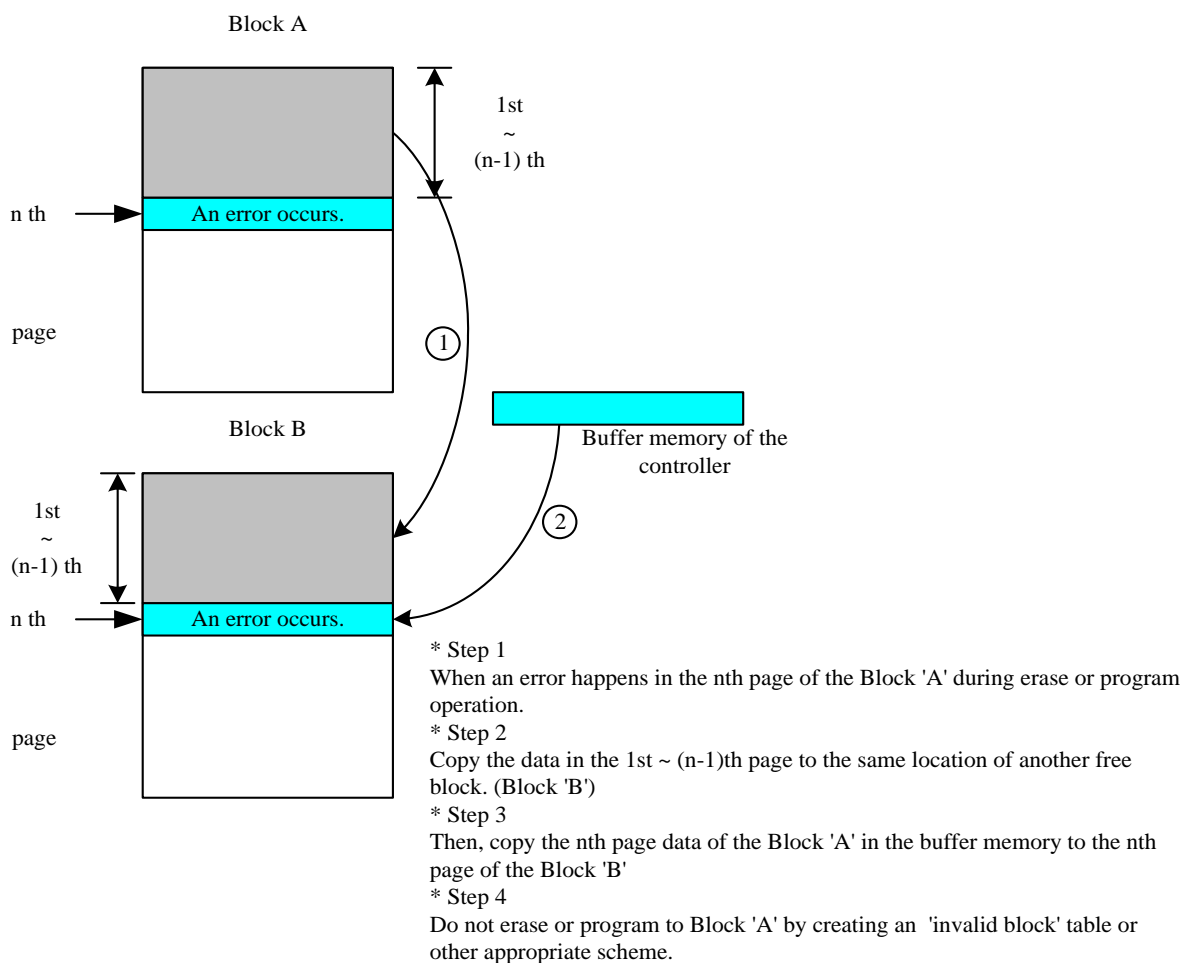 Block A
1st
~
(n-1) th
n th
An error occurs.
page
1
Block B
Buffer memory of the
controller
1st
~
(n-1) th
2
n th
An error occurs.
page
* Step 1
When an error happens in the nth page of the Block 'A' during erase or program
operation.
* Step 2
Copy the data in the 1st ~ (n-1)th page to the same location of another free
block. (Block 'B')
* Step 3
Then, copy the nth page data of the Block 'A' in the buffer memory to the nth
page of the Block 'B'
* Step 4
Do not erase or program to Block 'A' by creating an 'invalid block' table or
other appropriate scheme.